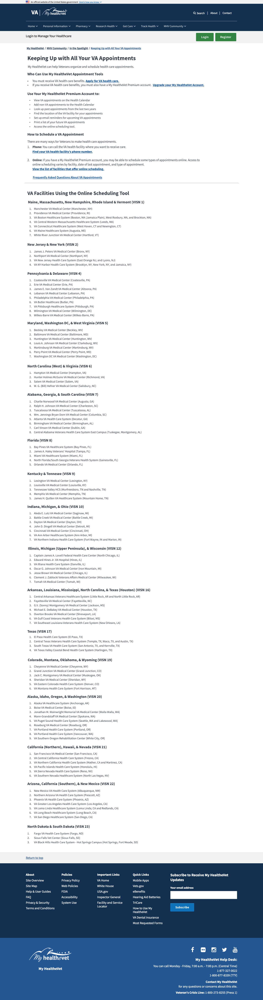 An official website of the United States government Here's how you know.
VA
My healthevet
Search | About | Contact
Home Personal Information Pharmacy Research Health Get Care Track Health MHV Community
Login to Manage Your Healthcare
Login Register
My HealtheVet / MHV Community / In the Spotlight / Keeping Up with All Your VA Appointments
Keeping Up with All Your VA Appointments
My HealtheVet can help Veterans organize and schedule health care appointments.
Who Can Use My HealtheVet Appointment Tools
• You must receive VA health care benefits. Apply for VA health care.
• If you receive VA health care benefits, you must also have a My HealtheVet Premium account. Upgrade your My HealtheVet Account.
Use Your My HealtheVet Premium Account to:
• View VA appointments on the Health Calendar
• Add non-VA appointments to the Health Calendar
• Look up past appointments from the last two years
• Find the location of the VA facility for your appointments
• Set up email reminders for upcoming VA appointments
• Print a list of your future VA appointments
• Access the online scheduling tool.
How to Schedule a VA Appointment
There are many ways for Veterans to make health care appointments.
1. Phone: You can call the VA health facility where you want to receive care.
Find your VA health facility's phone number.
2. Online: If you have a My HealtheVet Premium account, you may be able to schedule some types of appointments online. Access to
online scheduling varies by facility, date of last appointment, and type of appointment.
View the list of facilities that offer online scheduling.
Frequently Asked Questions About VA Appointments
VA Facilities Using the Online Scheduling Tool
Maine, Massachusetts, New Hampshire, Rhode Island & Vermont (VISN 1)
1. Manchester VA Medical Center (Manchester, NH)
2. Providence VA Medical Center (Providence, RI)
3. VA Boston Healthcare System (Boston, MA (Jamaica Plain), West Roxbury, MA, and Brockton, MA)
4. VA Central Western Massachusetts Healthcare System (Leeds, MA)
5. VA Connecticut Healthcare System (West Haven, CT and Newington, CT)
6. VA Maine Healthcare System (Augusta, ME)
7. White River Junction VA Medical Center (Hartford, VT)
New Jersey & New York (VISN 2)
1. James J. Peters VA Medical Center (Bronx, NY)
2. Northport VA Medical Center (Northport, NY)
3. VA New Jersey Health Care System (East Orange NJ, and Lyons, NJ)
4. VA NY Harbor Health Care System (Brooklyn, NY, New York, NY, and Jamaica, NY)
Pennsylvania & Delaware (VISN 4)
1. Coatesville VA Medical Center (Coatesville, PA)
2. Erie VA Medical Center (Erie, PA)
3. James E. Van Zandt VA Medical Center (Altoona, PA)
4. Lebanon VA Medical Center (Lebanon, PA)
5. Philadelphia VA Medical Center (Philadelphia, PA)
6. VA Butler Healthcare (Butler, PA)
7. VA Pittsburgh Healthcare System (Pittsburgh, PA)
8. Wilmington VA Medical Center (Wilmington, DE)
9. Wilkes-Barre VA Medical Center (Wilkes-Barre, PA)
Maryland, Washington DC, & West Virginia (VISN 5)
1. Beckley VA Medical Center (Beckley, WV)
2. Baltimore VA Medical Center (Baltimore, MD)
3. Huntington VA Medical Center (Huntington, WV)
4. Louis A. Johnson VA Medical Center (Clarksburg, WV)
5. Martinsburg VA Medical Center (Martinsburg, WV)
6. Perry Point VA Medical Center (Perry Point, MD)
7. Washington DC VA Medical Center (Washington, DC)
North Carolina (West) & Virginia (VISN 6)
1. Hampton VA Medical Center (Hampton, VA)
2. Hunter Holmes McGuire VA Medical Center (Richmond, VA)
3. Salem VA Medical Center (Salem, VA)
4. W. G. (Bill) Hefner VA Medical Center (Salisbury, NC)
Alabama, Georgia, & South Carolina (VISN 7)
1. Charlie Norwood VA Medical Center (Augusta, GA)
2. Ralph H. Johnson VA Medical Center (Charleston, SC)
3. Tuscaloosa VA Medical Center (Tuscaloosa, AL)
4. Wm. Jennings Bryan Dorn VA Medical Center (Columbia, SC)
5. Atlanta VA Health Care System (Decatur, GA)
6. Birmingham VA Medical Center (Birmingham, AL)
7. Carl Vinson VA Medical Center (Dublin, GA)
8. Central Alabama Veterans Health Care System East Campus (Tuskegee, Montgomery, AL)
Florida (VISN 8)
1. Bay Pines VA Healthcare System (Bay Pines, FL)
2. James A. Haley Veterans' Hospital (Tampa, FL)
3. Miami VA Healthcare System (Miami, FL)
4. North Florida/South Georgia Veterans Health System (Gainesville, FL)
5. Orlando VA Medical Center (Orlando, FL)
Kentucky & Tennesee (VISN 9)
1. Lexington VA Medical Center (Lexington, KY)
2. Louisville VA Medical Center (Louisville, KY)
3. Tennessee Valley HCS (Murfreesboro, TN and Nashville, TN)
4. Memphis VA Medical Center (Memphis, TN)
5. James H. Quillen VA Healthcare System (Mountain Home, TN)
Indiana, Michigan, & Ohio (VISN 10)
1. Aleda E. Lutz VA Medical Center (Saginaw, MI)
2. Battle Creek VA Medical Center (Battle Creek, MI)
3. Dayton VA Medical Center (Dayton, OH)
4. John D. Dingell VA Medical Center (Detroit, MI)
5. Cincinnati VA Medical Center (Cincinnati, OH)
6. VA Ann Arbor Healthcare System (Ann Arbor, MI)
7. VA Northern Indiana Health Care System (Fort Wayne, IN and Marion, IN)
Illinois, Michigan (Upper Peninsula), & Wisconsin (VISN 12)
1. Captain James A. Lovell Federal Health Care Center (North Chicago, IL)
2. Edward Hines Jr. VA Hospital (Hines, IL)
3. VA Illiana Health Care System (Danville, IL)
4. Oscar G. Johnson VA Medical Center (Iron Mountain, MI)
5. Jesse Brown VA Medical Center (Chicago, IL)
6. Clement J. Zablocki Veterans Affairs Medical Center (Milwaukee, WI)
7. Tomah VA Medical Center (Tomah, WI)
Arkansas, Louisiana, Mississippi, North Carolina, & Texas (Houston) (VISN 16)
1. Central Arkansas Veterans Healthcare System (Little Rock, AR and North Little Rock, AR)
2. Fayetteville VA Medical Center (Fayetteville, NC)
3. G.V. (Sonny) Montgomery VA Medical Center (Jackson, MS)
4. Michael E. DeBakey VA Medical Center (Houston, TX)
5. Overton Brooks VA Medical Center (Shreveport, LA)
6. VA Gulf Coast Veterans Health Care System (Biloxi, MS)
7. VA Southeast Louisiana Veterans Health Care System (New Orleans, LA)
Texas (VISN 17)
1. El Paso Health Care System (El Paso, TX)
2. Central Texas Veterans Health Care System (Temple, TX, Waco, TX, and Austin, TX)
3. South Texas VA Health Care System (San Antonio, TX, and Kerrville, TX)
4. VA Texas Valley Coastal Bend Health Care System (Harlingen, TX)
Colorado, Montana, Oklahoma, & Wyoming (VISN 19)
1. Cheyenne VA Medical Center (Cheyenne, WY)
2. Grand Junction VA Medical Center (Grand Junction, CO)
3. Jack C. Montgomery VA Medical Center (Muskogee, OK)
4. Sheridan VA Medical Center (Sheridan, WY)
5. VA Eastern Colorado Health Care System (Denver, CO)
6. VA Montana Health Care System (Fort Harrison, MT)
Alaska, Idaho, Oregon, & Washington (VISN 20)
1. Alaska VA Healthcare System (Anchorage, AK)
2. Boise VA Medical Center (Boise, ID)
3. Jonathan M. Wainwright Memorial VA Medical Center (Walla Walla, WA)
4. Mann-Grandstaff VA Medical Center (Spokane, WA)
5. VA Puget Sound Health Care System (Seattle, WA and Lakewood, WA)
6. Roseburg VA Medical Center (Roseburg, OR)
7. VA Portland Health Care System (Portland, OR)
8. VA Portland Health Care System (Vancouver, WA)
9. VA Southern Oregon Rehabilitation Center (White City, OR)
California (Northern), Hawaii, & Nevada (VISN 21)
1. San Francisco VA Medical Center (San Francisco, CA)
2. VA Central California Health Care System (Fresno, CA)
3. VA Northern California Health Care System (Mather, CA and Martinez, CA)
4. VA Pacific Islands Health Care System (Honolulu, HI)
5. VA Sierra Nevada Health Care System (Reno, NV)
6. VA Southern Nevada Healthcare System (North Las Vegas, NV)
Arizona, California (Southern), & New Mexico (VISN 22)
1. New Mexico VA Health Care System (Albuquerque, NM)
2. Northern Arizona VA Health Care System (Prescott, AZ)
3. Phoenix VA Health Care System (Phoenix, AZ)
4. VA Greater Los Angeles Health Care System (Los Angeles, CA)
5. VA Loma Linda Healthcare System (Loma Linda, CA and Redlands, CA)
6. VA Long Beach Healthcare System (Long Beach, CA)
7. VA San Diego Healthcare System (San Diego, CA)
North Dakota & South Dakota (VISN 23)
1. Fargo VA Health Care System (Fargo, ND)
2. Sioux Falls Vet Center (Sioux Falls, SD)
3. VA Black Hills Health Care System - Hot Springs Campus (Hot Springs, Fort Meade, SD)
Return to top
About
Site Overview
Site Map
Help & User Guides
FAQ
Privacy & Security
Terms and Conditions
Policies
Privacy Policy
Web Policies
FOIA
Accessibility
System Use
Important Links
VA Home
White House
USA.gov
Inspector General
Facility and Service
Locator
Quick Links
Mobile Apps
Vets.gov
eBenefits
Hearing Aid Batteries
TriCare
How to Use My
HealtheVet
VA Dental Insurance
Most Requested Forms
Subscribe to Receive My HealtheVet
Updates
Your email address
Subscribe
My healthevet
My HealtheVet
You Tube
My HealtheVet Help Desk:
You can call Monday - Friday, 7:00 a.m. - 7:00 p.m. (Central Time)
1-877-327-0022
1-800-877-8339 (TTY)
Contact My HealtheVet
for any questions or concerns about this site.
Veteran's Crisis Line: 1-800-273-8255 (Press 1)